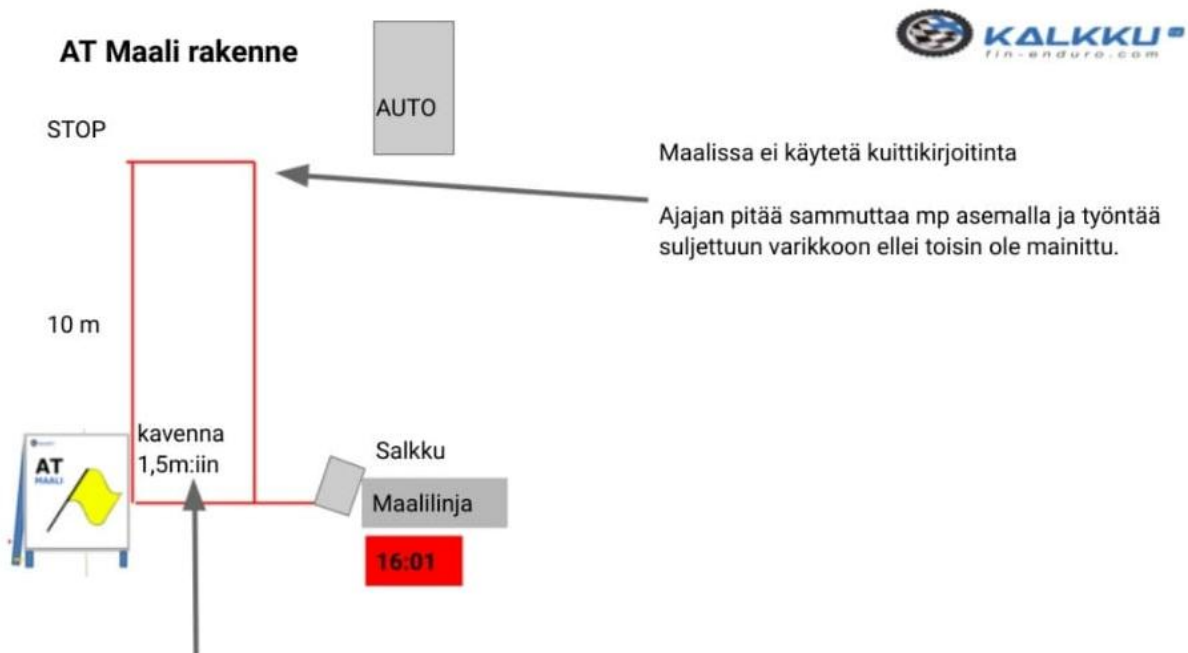 AT Maali rakenne
KALKKU
fin-enduro.com
AUTO
STOP
Maalissa ei käytetä kuittikirjoitinta
Ajajan pitää sammuttaa mp asemalla ja työntää
suljettuun varikkoon ellei toisin ole mainittu.
10 m
kavenna
1,5m:iin
AT
MAALI
Salkku
Maalilinja
16:01